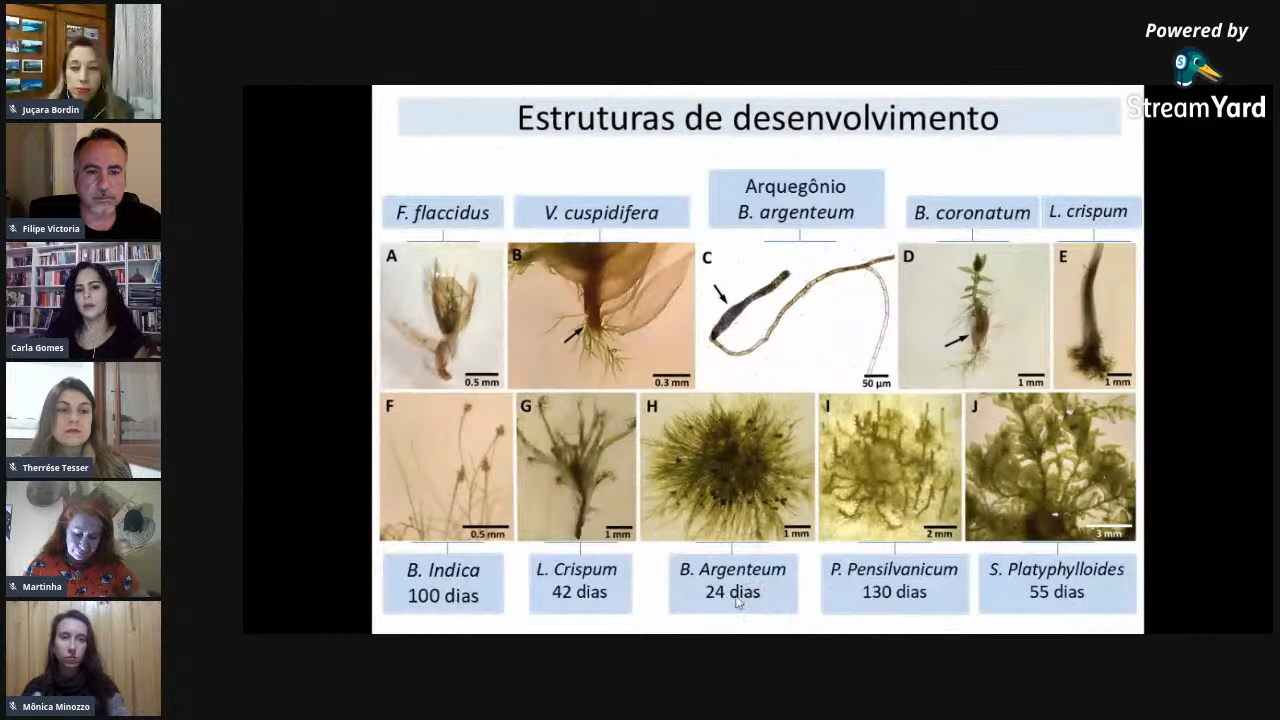 Powered by
StreamYard
Juçara Bordin
Filipe Victoria
Carla Gomes
Therrése Tesser
Martinha
Mônica Minozzo
Estruturas de desenvolvimento
F. flaccidus
V. cuspidifera
Arquegônio
B. argenteum
B. coronatum
L. crispum
A
0.5 mm
B
0.3 mm
C
50 µm
D
1 mm
E
1 mm
F
0.5 mm
G
1 mm
H
1 mm
I
2 mm
J
3 mm
B. Indica
100 dias
L. Crispum
42 dias
B. Argenteum
24 dias
P. Pensilvanicum
130 dias
S. Platyphylloides
55 dias